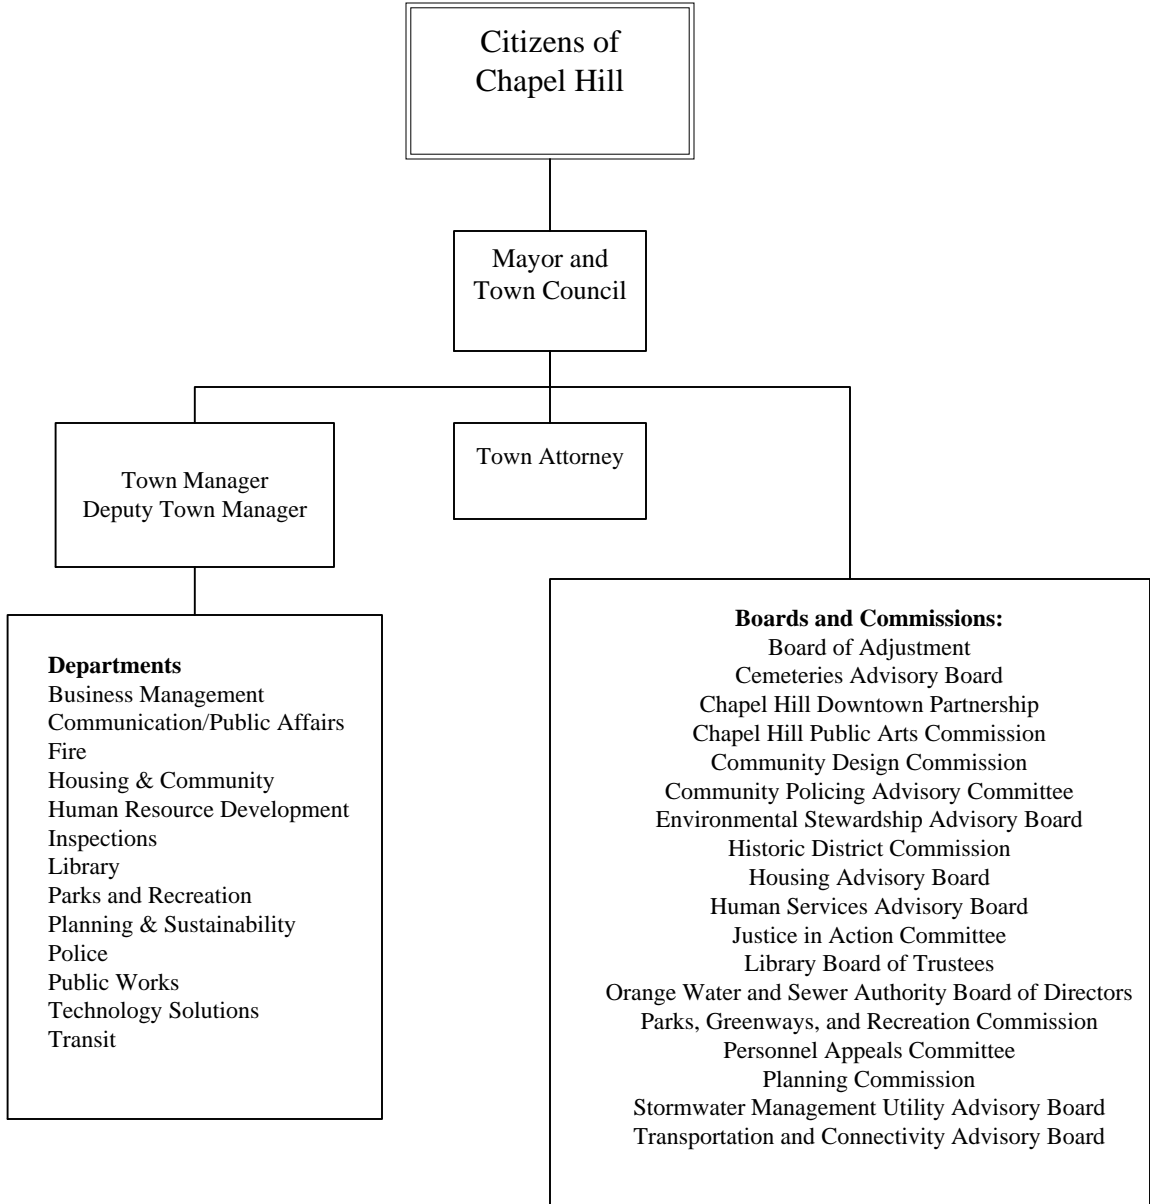 Citizens of
Chapel Hill
Mayor and
Town Council
Town Manager
Deputy Town Manager
Town Attorney
Departments
Business Management
Communication/Public Affairs
Fire
Housing & Community
Human Resource Development
Inspections
Library
Parks and Recreation
Planning & Sustainability
Police
Public Works
Technology Solutions
Transit
Boards and Commissions:
Board of Adjustment
Cemeteries Advisory Board
Chapel Hill Downtown Partnership
Chapel Hill Public Arts Commission
Community Design Commission
Community Policing Advisory Committee
Environmental Stewardship Advisory Board
Historic District Commission
Housing Advisory Board
Human Services Advisory Board
Justice in Action Committee
Library Board of Trustees
Orange Water and Sewer Authority Board of Directors
Parks, Greenways, and Recreation Commission
Personnel Appeals Committee
Planning Commission
Stormwater Management Utility Advisory Board
Transportation and Connectivity Advisory Board